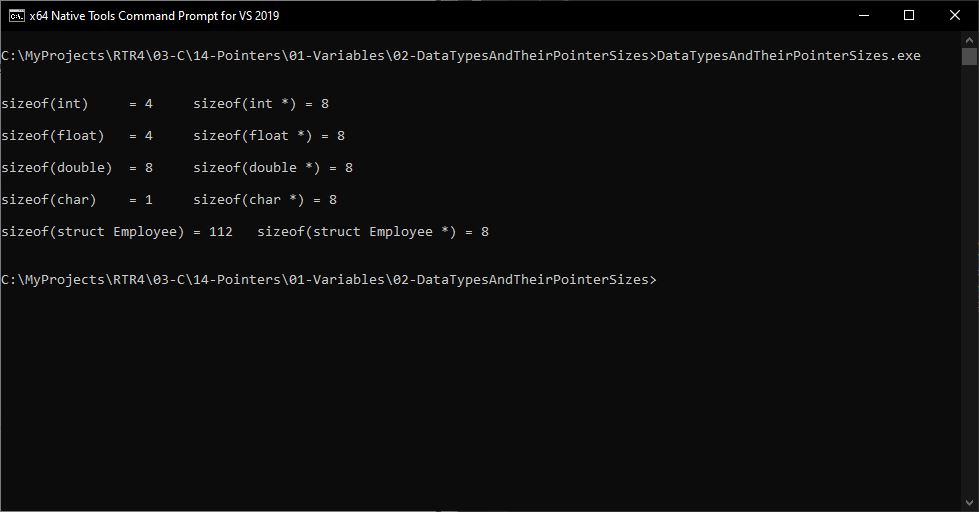 x64 Native Tools Command Prompt for VS 2019
C:\MyProjects\RTR4\03-C\14-Pointers\01-Variables\02-DataTypesAndTheirPointerSizes>DataTypesAndTheirPointerSizes.exe
sizeof(int)     = 4     sizeof(int *) = 8
sizeof(float)   = 4     sizeof(float *) = 8
sizeof(double)  = 8     sizeof(double *) = 8
sizeof(char)    = 1     sizeof(char *) = 8
sizeof(struct Employee) = 112   sizeof(struct Employee *) = 8
C:\MyProjects\RTR4\03-C\14-Pointers\01-Variables\02-DataTypesAndTheirPointerSizes>